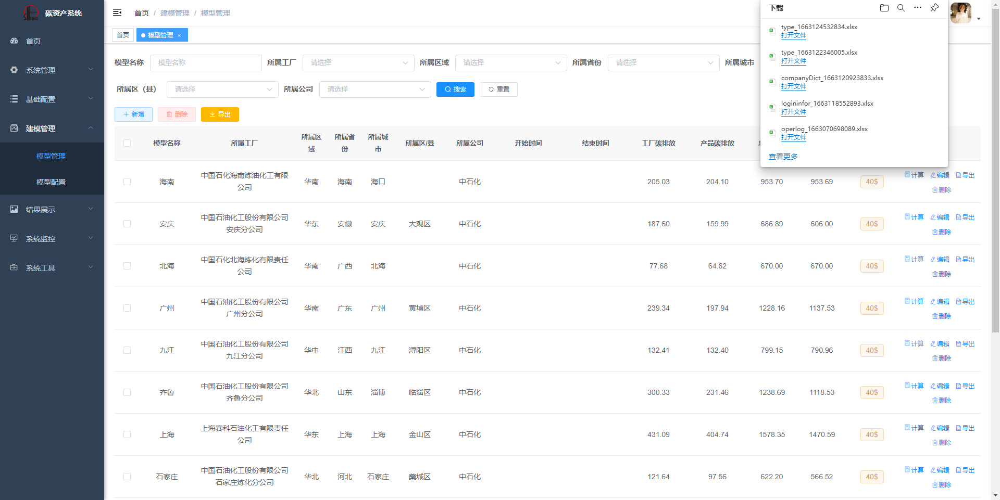 碳资产系统
首页
系统管理
基础配置
建模管理
模型管理
模型配置
结果展示
系统监控
系统工具
首页 / 建模管理 / 模型管理
首页 模型管理 ×
模型名称 模型名称 所属工厂 请选择 所属区域 请选择 所属省份 请选择 所属城市
所属区（县） 请选择 所属公司 请选择 搜索 重置
新增 删除 导出
下载
type_1663124532834.xlsx
打开文件
type_1663122346005.xlsx
打开文件
companyDict_1663120923833.xlsx
打开文件
logininfor_1663118552893.xlsx
打开文件
operlog_1663070698089.xlsx
打开文件
查看更多
模型名称 所属工厂 所属区域 所属省份 所属城市 所属区/县 所属公司 开始时间 结束时间 工厂碳排放 产品碳排放
海南 中国石化海南炼油化工有限公司 华南 海南 海口 中石化 205.03 204.10 953.70 953.69 40$ 计算 编辑 导出 删除
安庆 中国石油化工股份有限公司安庆分公司 华东 安徽 安庆 大观区 中石化 187.60 159.99 686.89 606.00 40$ 计算 编辑 导出 删除
北海 中国石化北海炼化有限责任公司 华南 广西 北海 中石化 77.68 64.62 670.00 670.00 40$ 计算 编辑 导出 删除
广州 中国石油化工股份有限公司广州分公司 华南 广东 广州 黄埔区 中石化 239.34 197.94 1228.16 1137.53 40$ 计算 编辑 导出 删除
九江 中国石油化工股份有限公司九江分公司 华中 江西 九江 浔阳区 中石化 132.41 132.40 799.15 790.96 40$ 计算 编辑 导出 删除
齐鲁 中国石油化工股份有限公司齐鲁分公司 华北 山东 淄博 临淄区 中石化 300.33 231.46 1238.69 1118.53 40$ 计算 编辑 导出 删除
上海 上海赛科石油化工有限责任公司 华东 上海 上海 金山区 中石化 431.09 404.74 1578.35 1470.59 40$ 计算 编辑 导出 删除
石家庄 中国石油化工股份有限公司石家庄炼化分公司 华北 河北 石家庄 藁城区 中石化 121.64 97.56 622.20 566.52 40$ 计算 编辑 导出 删除